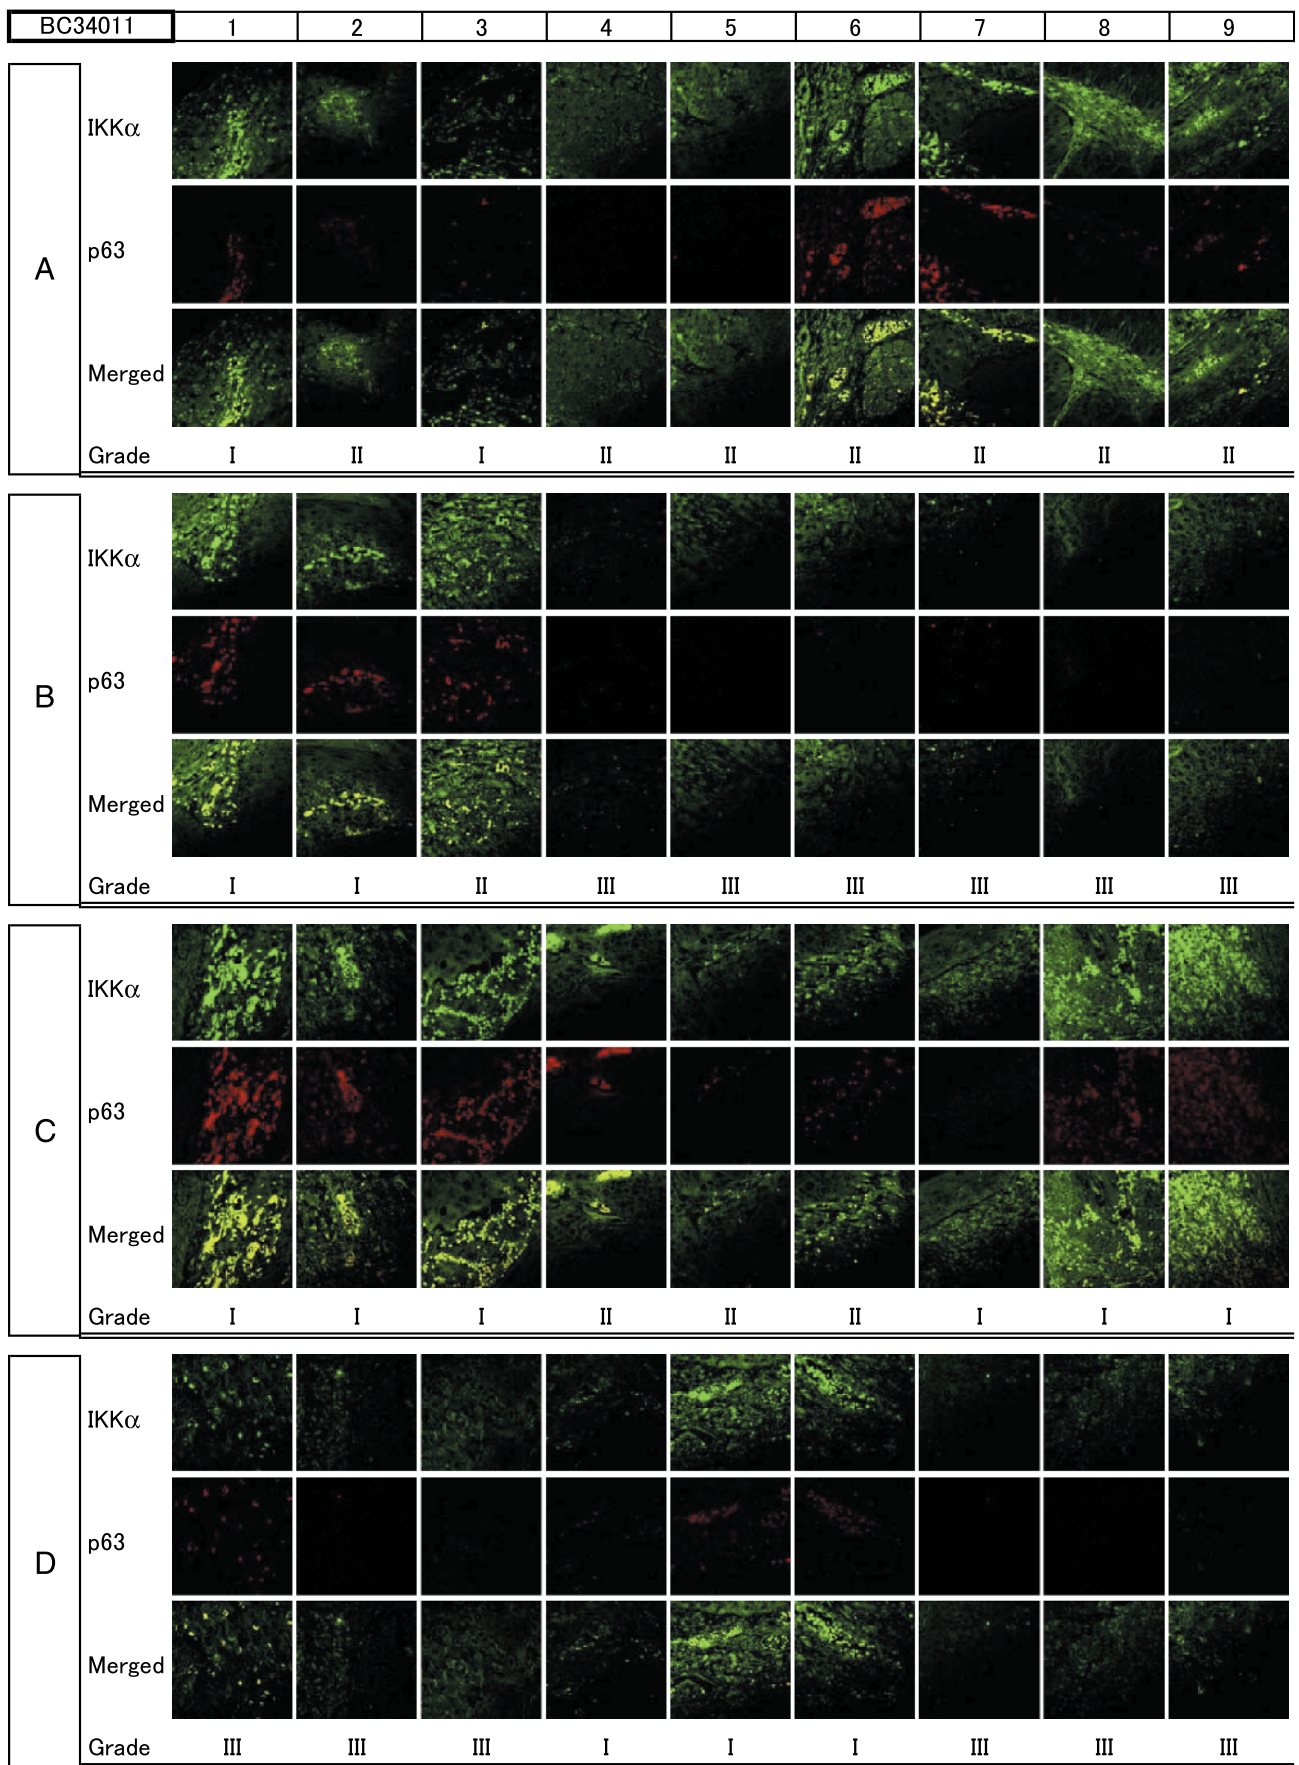 BC34011 1 2 3 4 5 6 7 8 9
A
IKKα
p63
Merged
Grade I II I II II II II II II
B
IKKα
p63
Merged
Grade I I II III III III III III III
C
IKKα
p63
Merged
Grade I I I II II II I I I
D
IKKα
p63
Merged
Grade III III III I I I III III III